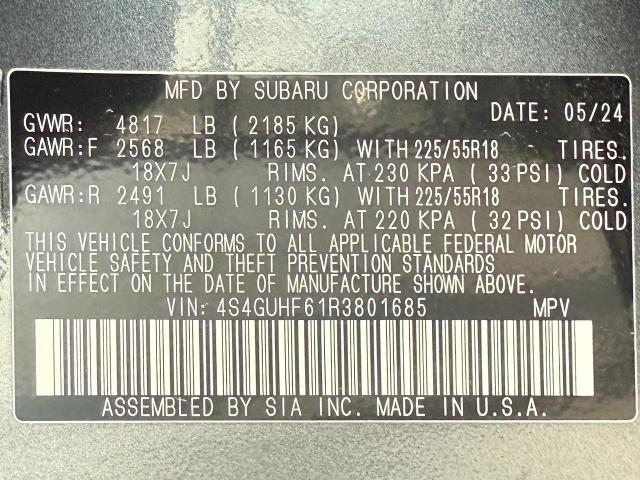 MFD BY SUBARU CORPORATION
DATE: 05/24
GVWR: 4817 LB (2185 KG)
GAWR:F 2568 LB (1165 KG) WITH 225/55R18 TIRES.
18X7J RIMS. AT 230 KPA (33 PSI) COLD
GAWR:R 2491 LB (1130 KG) WITH 225/55R18 TIRES.
18X7J RIMS. AT 220 KPA (32 PSI) COLD
THIS VEHICLE CONFORMS TO ALL APPLICABLE FEDERAL MOTOR
VEHICLE SAFETY AND THEFT PREVENTION STANDARDS
IN EFFECT ON THE DATE OF MANUFACTURE SHOWN ABOVE.
VIN: 4S4GUHF61R3801685 MPV
ASSEMBLED BY SIA INC. MADE IN U.S.A.